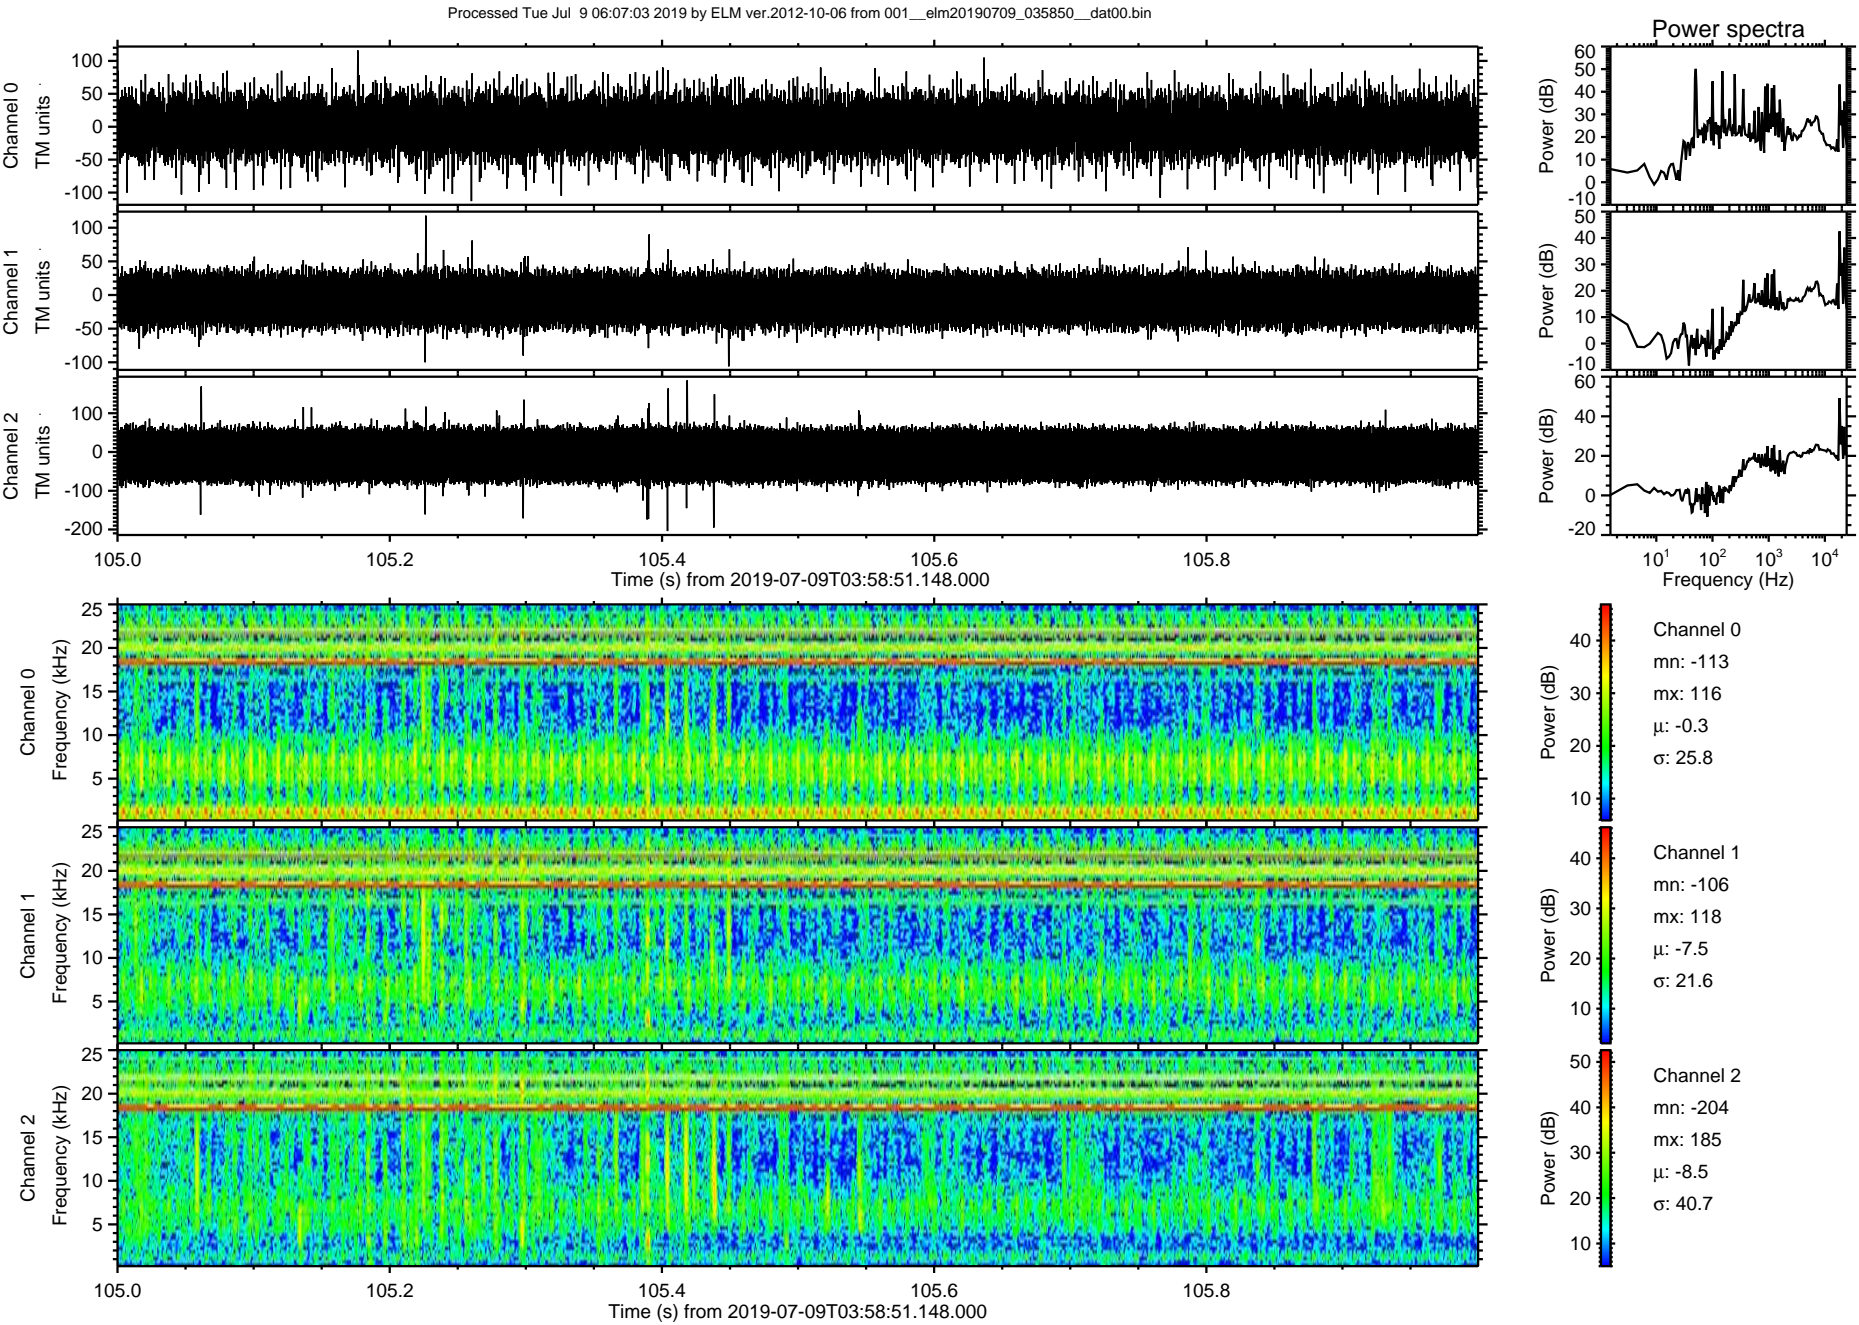 Processed Tue Jul  9 06:07:03 2019 by ELM ver.2012-10-06 from 001__elm20190709_035850__dat00.bin
Power spectra
Channel 0
TM units
100
50
0
-50
-100
Power (dB)
60
50
40
30
20
10
0
-10
Channel 1
TM units
100
50
0
-50
-100
Power (dB)
50
40
30
20
10
0
-10
Channel 2
TM units
100
0
-100
-200
Power (dB)
60
40
20
0
-20
105.0 105.2 105.4 105.6 105.8
Time (s) from 2019-07-09T03:58:51.148.000
10¹ 10² 10³ 10⁴
Frequency (Hz)
Channel 0
Frequency (kHz)
25
20
15
10
5
Power (dB)
40
30
20
10
Channel 0
mn: -113
mx: 116
μ: -0.3
σ: 25.8
Channel 1
Frequency (kHz)
25
20
15
10
5
Power (dB)
40
30
20
10
Channel 1
mn: -106
mx: 118
μ: -7.5
σ: 21.6
Channel 2
Frequency (kHz)
25
20
15
10
5
Power (dB)
50
40
30
20
10
Channel 2
mn: -204
mx: 185
μ: -8.5
σ: 40.7
105.0 105.2 105.4 105.6 105.8
Time (s) from 2019-07-09T03:58:51.148.000